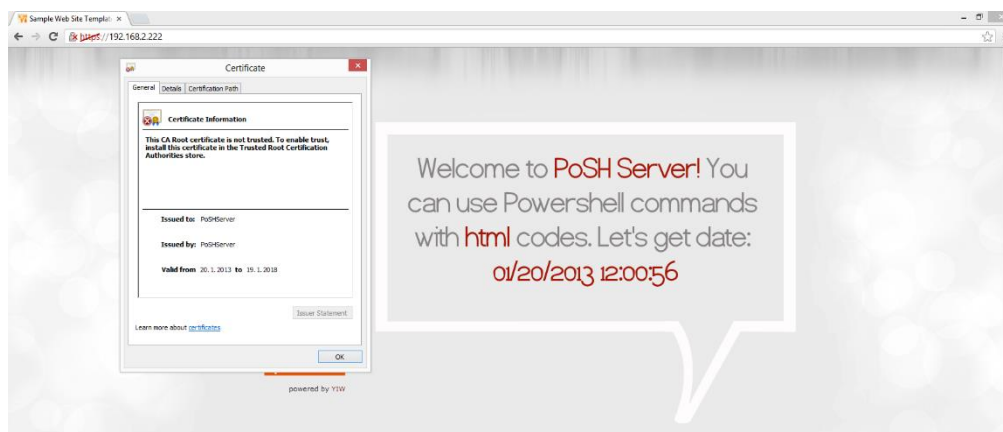 Sample Web Site Templat
https://192.168.2.222
Certificate
General Details Certification Path
Certificate Information
This CA Root certificate is not trusted. To enable trust,
install this certificate in the Trusted Root Certification
Authorities store.
Issued to: PoSHServer
Issued by: PoSHServer
Valid from 20. 1. 2013 to 19. 1. 2018
Issuer Statement
Learn more about certificates
OK
powered by YIW
Welcome to PoSH Server! You
can use Powershell commands
with html codes. Let's get date:
01/20/2013 12:00:56